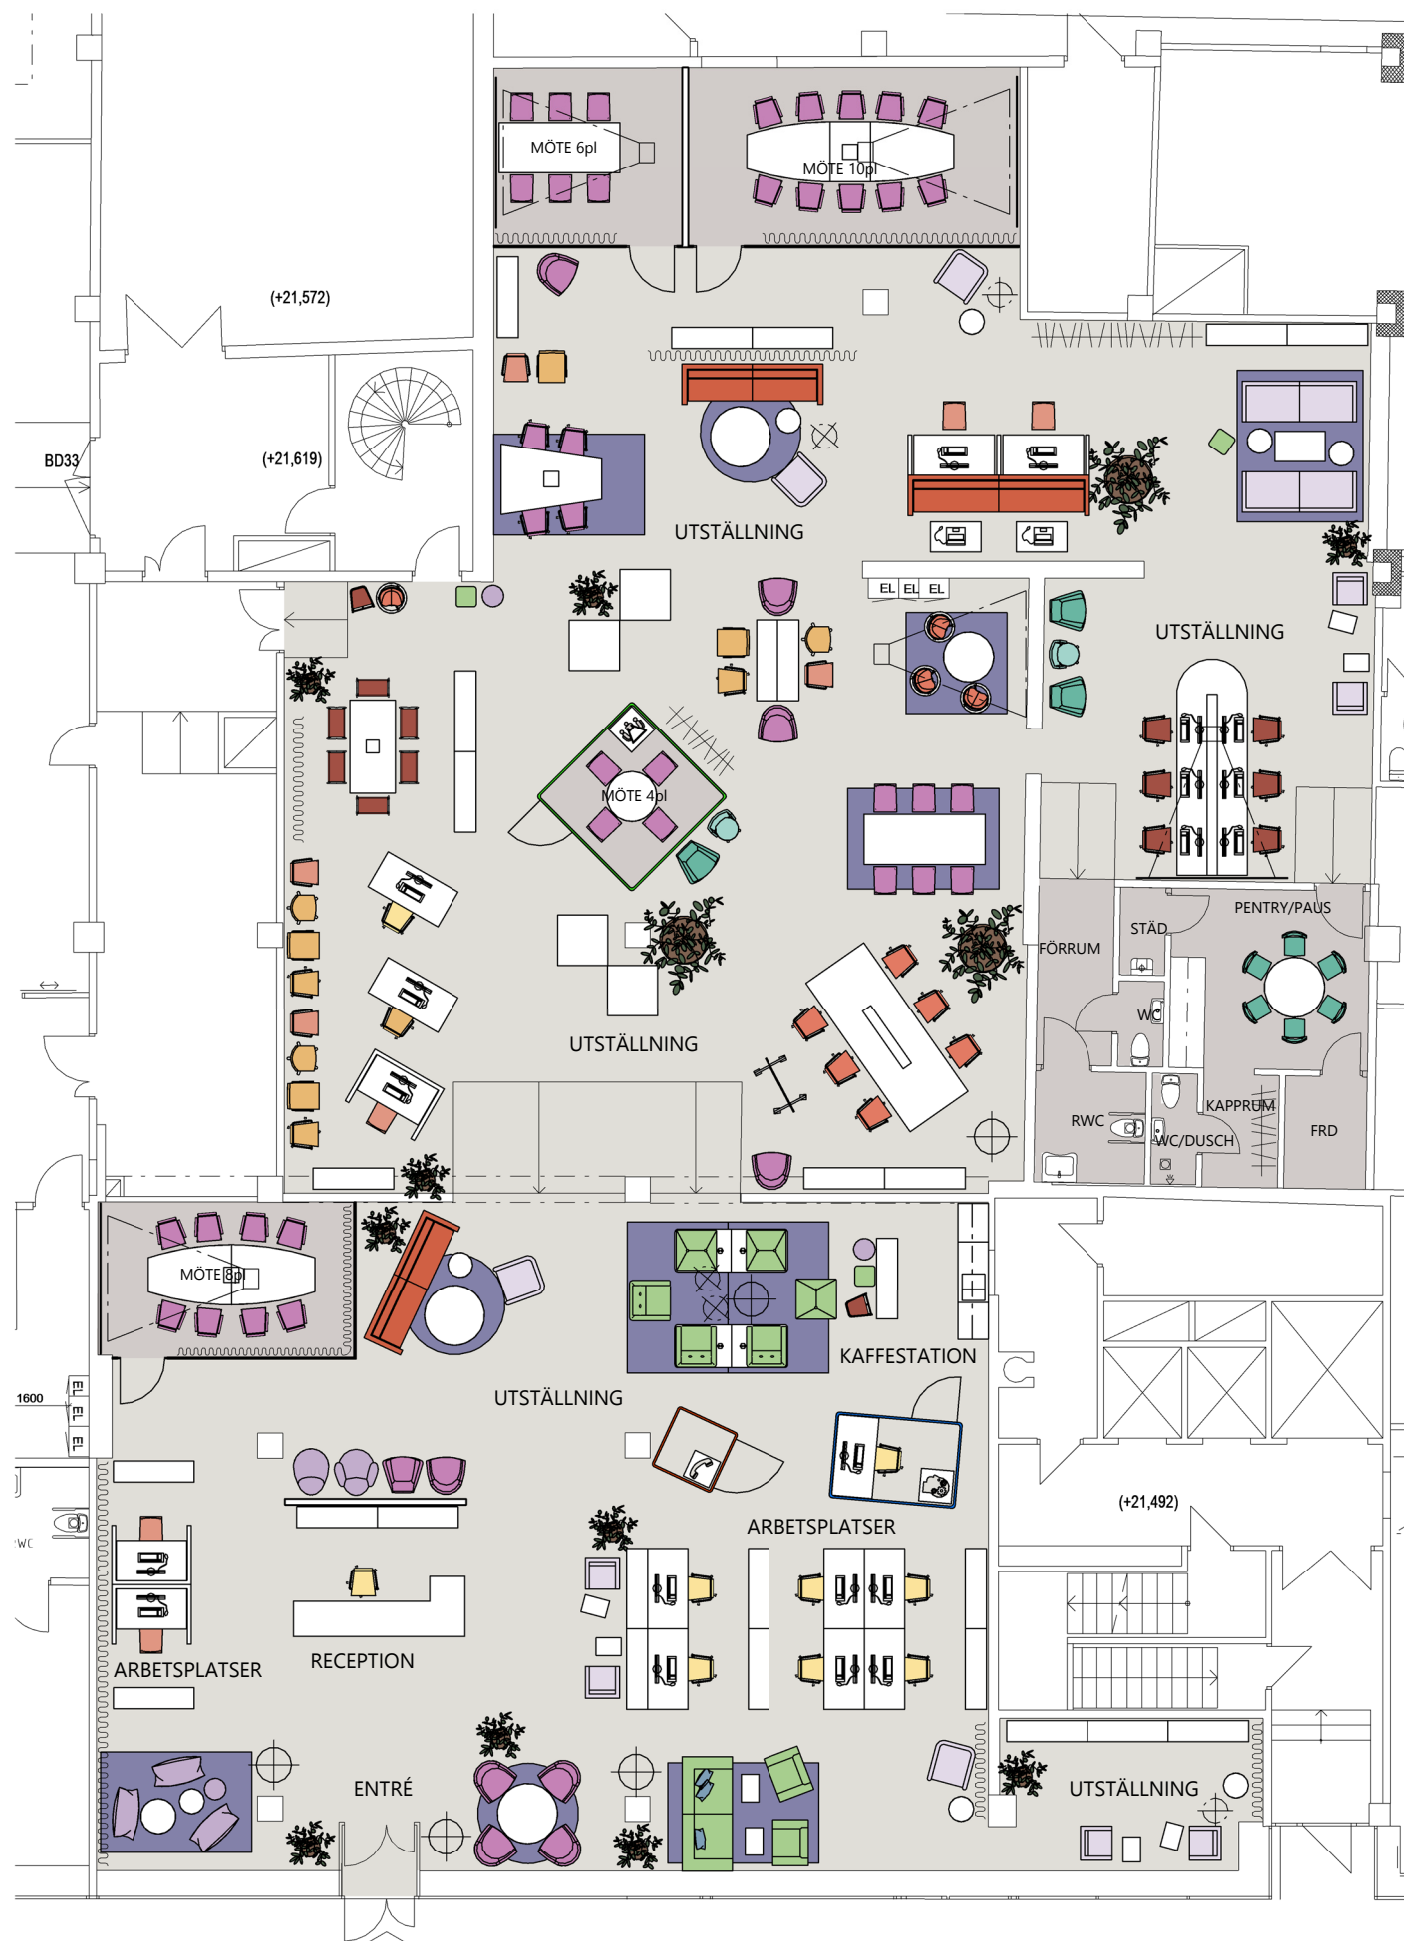 MÖTE 6pl
MÖTE 10pl
(+21,572)
BD33
(+21,619)
UTSTÄLLNING
EL EL EL
UTSTÄLLNING
MÖTE 4pl
PENTRY/PAUS
STÄD
FÖRRUM
WC
UTSTÄLLNING
KAPPRUM
RWC
WC/DUSCH
FRD
MÖTE 8pl
KAFFESTATION
UTSTÄLLNING
1600
EL
EL
EL
(+21,492)
ARBETSPLATSER
RECEPTION
ARBETSPLATSER
ENTRÉ
UTSTÄLLNING